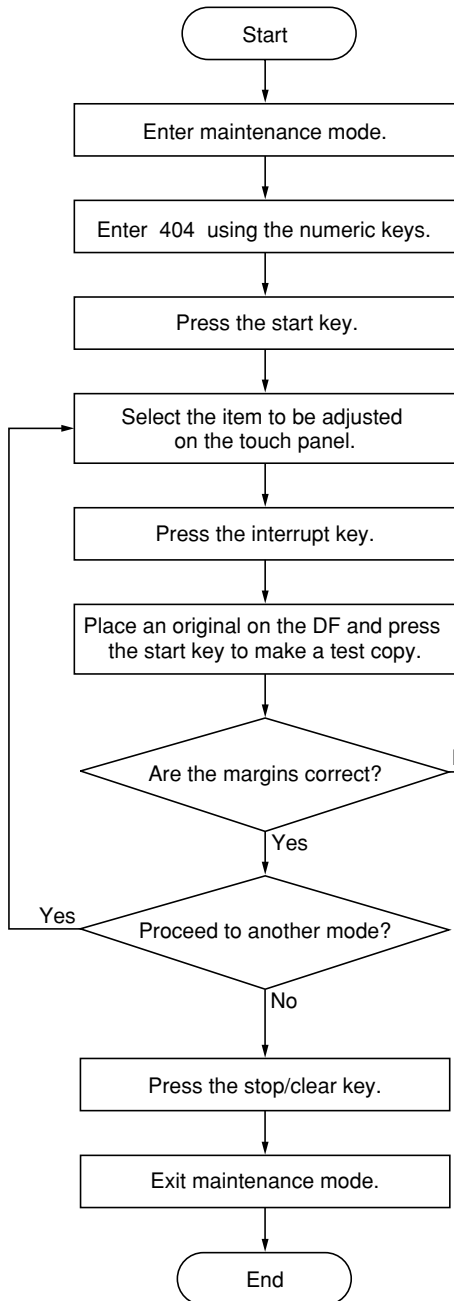 Start
Enter maintenance mode.
Enter 404 using the numeric keys.
Press the start key.
Select the item to be adjusted
on the touch panel.
Press the interrupt key.
Place an original on the DF and press
the start key to make a test copy.
Are the margins correct?
Yes
Yes
Proceed to another mode?
No
Press the stop/clear key.
Exit maintenance mode.
End